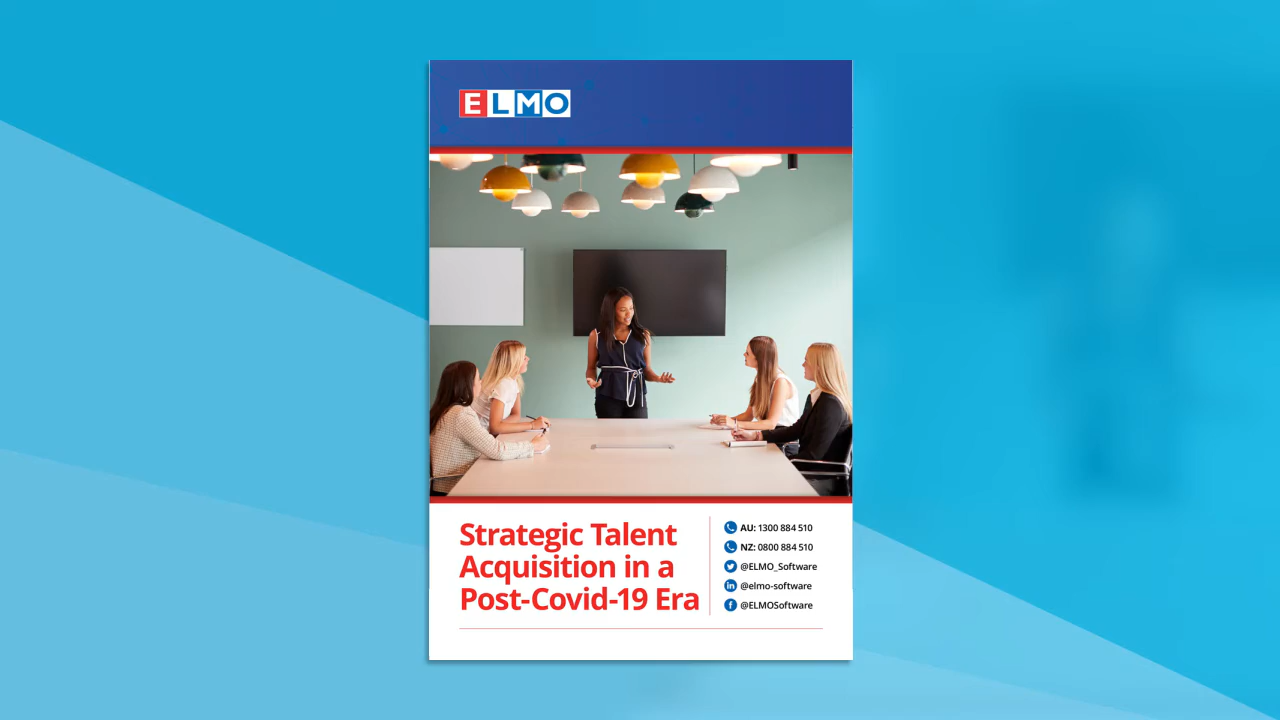 ELMO
Strategic Talent
Acquisition in a
Post-Covid-19 Era
AU: 1300 884 510
NZ: 0800 884 510
@ELMO_Software
@elmo-software
@ELMOSoftware